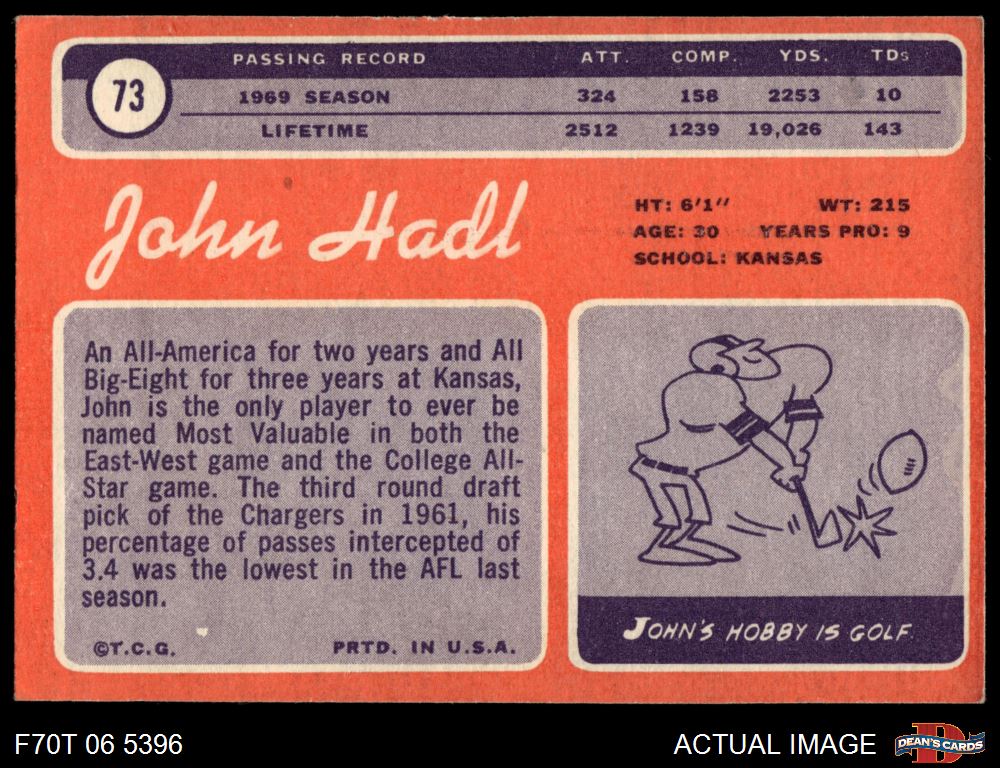 PASSING RECORD ATT. COMP. YDS. TDs
73
1969 SEASON 324 158 2253 10
LIFETIME 2512 1239 19,026 143
John Hadl
HT: 6'1" WT: 215
AGE: 30 YEARS PRO: 9
SCHOOL: KANSAS
An All-America for two years and All
Big-Eight for three years at Kansas,
John is the only player to ever be
named Most Valuable in both the
East-West game and the College All-
Star game. The third round draft
pick of the Chargers in 1961, his
percentage of passes intercepted of
3.4 was the lowest in the AFL last
season.
©T.C.G. PRTD. IN U.S.A.
JOHN'S HOBBY IS GOLF.
F70T 06 5396
ACTUAL IMAGE
D
DEAN'S CARDS